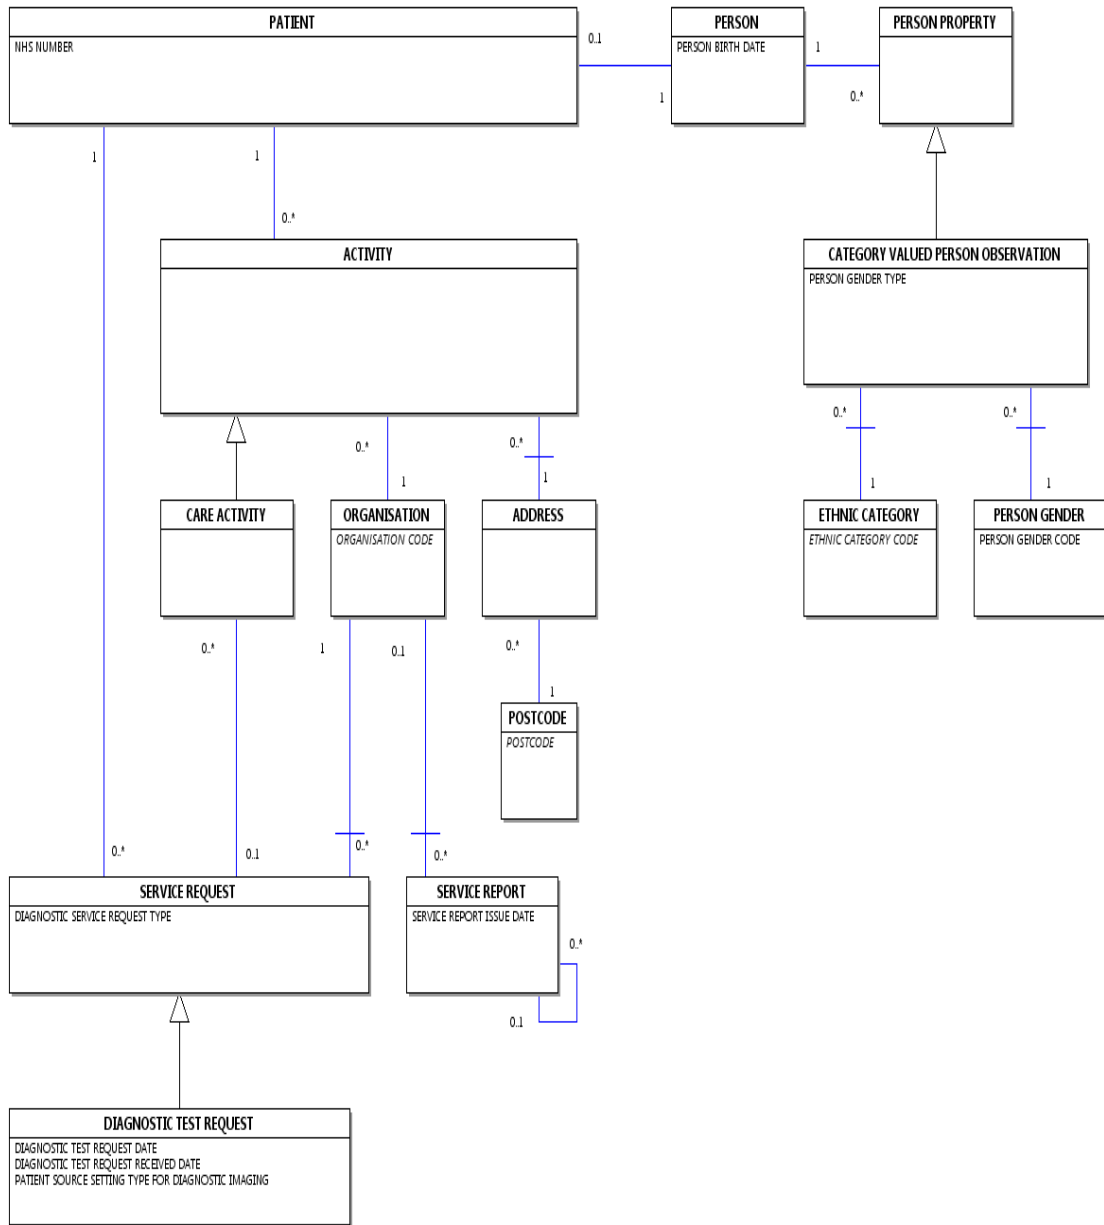 PATIENT
NHS NUMBER
PERSON
PERSON BIRTH DATE
PERSON PROPERTY
0..1
1
1
0..*
1
1
0..*
ACTIVITY
CATEGORY VALUED PERSON OBSERVATION
PERSON GENDER TYPE
0..*
1
0..*
1
0..*
1
0..*
1
CARE ACTIVITY
ORGANISATION
ORGANISATION CODE
ADDRESS
ETHNIC CATEGORY
ETHNIC CATEGORY CODE
PERSON GENDER
PERSON GENDER CODE
0..*
1
0..1
0..*
1
POSTCODE
POSTCODE
0..*
0..1
0..*
0..*
SERVICE REQUEST
DIAGNOSTIC SERVICE REQUEST TYPE
SERVICE REPORT
SERVICE REPORT ISSUE DATE
0..*
0..1
DIAGNOSTIC TEST REQUEST
DIAGNOSTIC TEST REQUEST DATE
DIAGNOSTIC TEST REQUEST RECEIVED DATE
PATIENT SOURCE SETTING TYPE FOR DIAGNOSTIC IMAGING